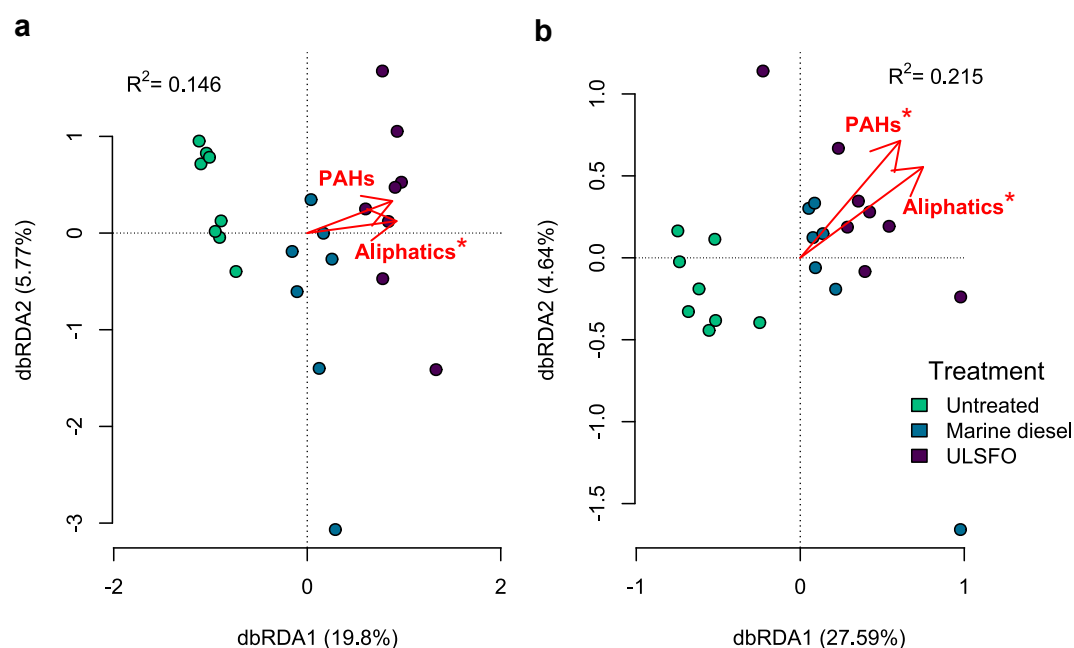 a
R²= 0.146
1
0
-1
-2
-3
dbRDA2 (5.77%)
PAHs
Aliphatics*
-2
0
2
dbRDA1 (19.8%)
b
R²= 0.215
1.0
0.5
0.0
-0.5
-1.0
-1.5
dbRDA2 (4.64%)
PAHs*
Aliphatics*
Treatment
Untreated
Marine diesel
ULSFO
-1
0
1
dbRDA1 (27.59%)